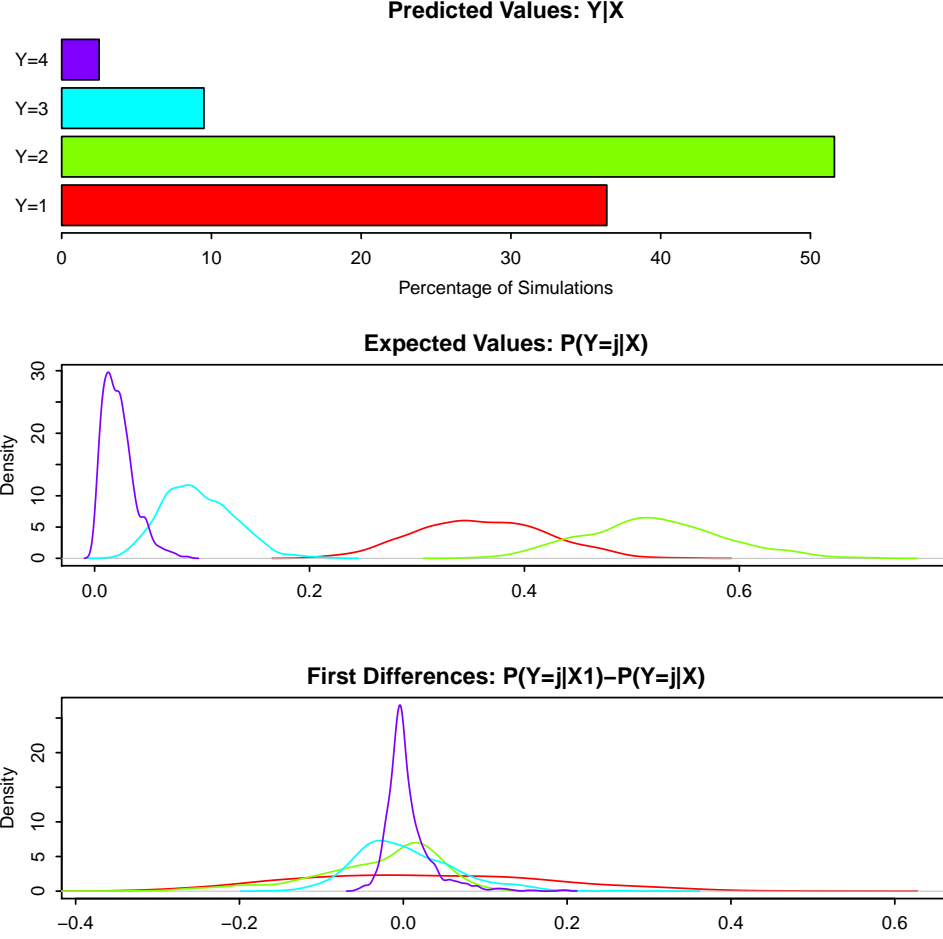 Predicted Values: Y|X
Y=4
Y=3
Y=2
Y=1
0 10 20 30 40 50
Percentage of Simulations
Expected Values: P(Y=j|X)
Density
30
20
10
5
0
0.0 0.2 0.4 0.6
First Differences: P(Y=j|X1)−P(Y=j|X)
Density
20
10
5
0
−0.4 −0.2 0.0 0.2 0.4 0.6